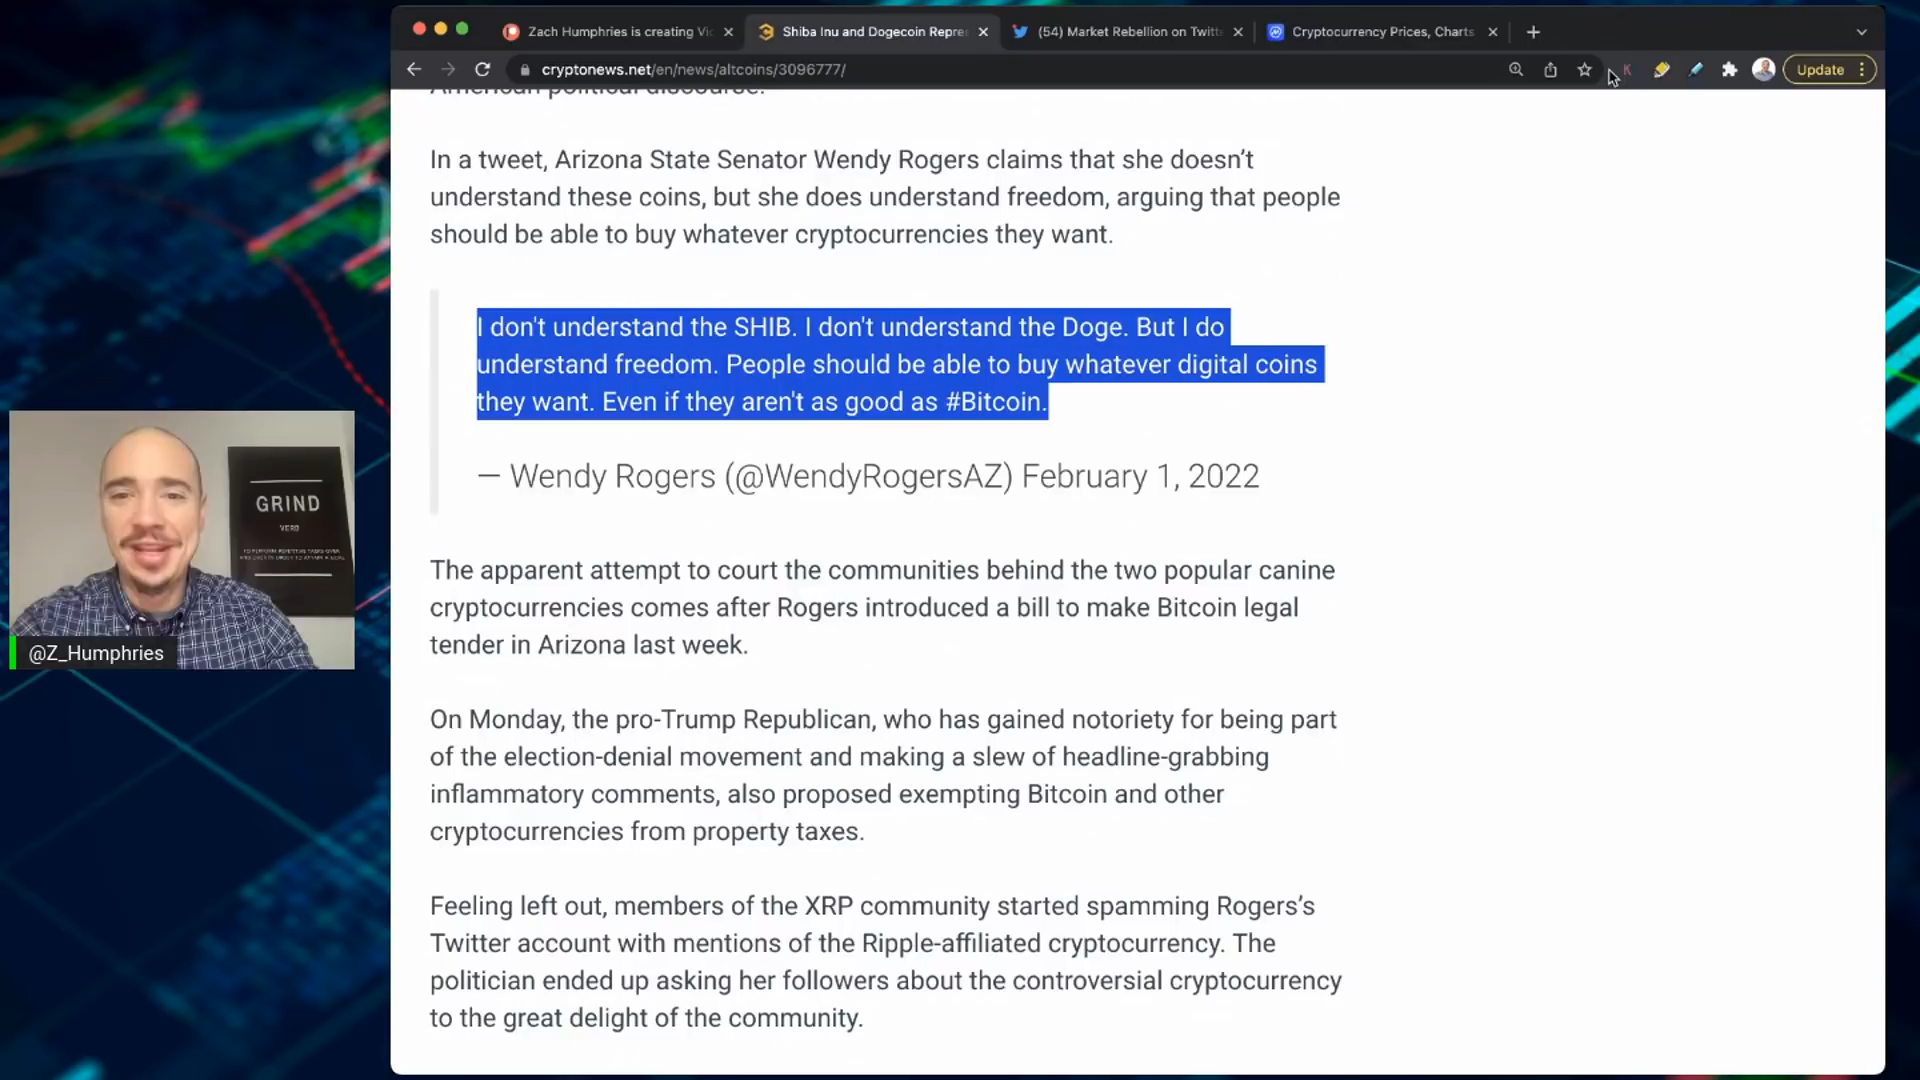 Zach Humphries is creating Vi
Shiba Inu and Dogecoin Repre
(54) Market Rebellion on Twitt
Cryptocurrency Prices, Charts
cryptonews.net/en/news/altcoins/3096777/
Update
American political discourse.
In a tweet, Arizona State Senator Wendy Rogers claims that she doesn’t
understand these coins, but she does understand freedom, arguing that people
should be able to buy whatever cryptocurrencies they want.
I don't understand the SHIB. I don't understand the Doge. But I do
understand freedom. People should be able to buy whatever digital coins
they want. Even if they aren't as good as #Bitcoin.
— Wendy Rogers (@WendyRogersAZ) February 1, 2022
The apparent attempt to court the communities behind the two popular canine
cryptocurrencies comes after Rogers introduced a bill to make Bitcoin legal
tender in Arizona last week.
On Monday, the pro-Trump Republican, who has gained notoriety for being part
of the election-denial movement and making a slew of headline-grabbing
inflammatory comments, also proposed exempting Bitcoin and other
cryptocurrencies from property taxes.
Feeling left out, members of the XRP community started spamming Rogers’s
Twitter account with mentions of the Ripple-affiliated cryptocurrency. The
politician ended up asking her followers about the controversial cryptocurrency
to the great delight of the community.
GRIND
VERB
@Z_Humphries